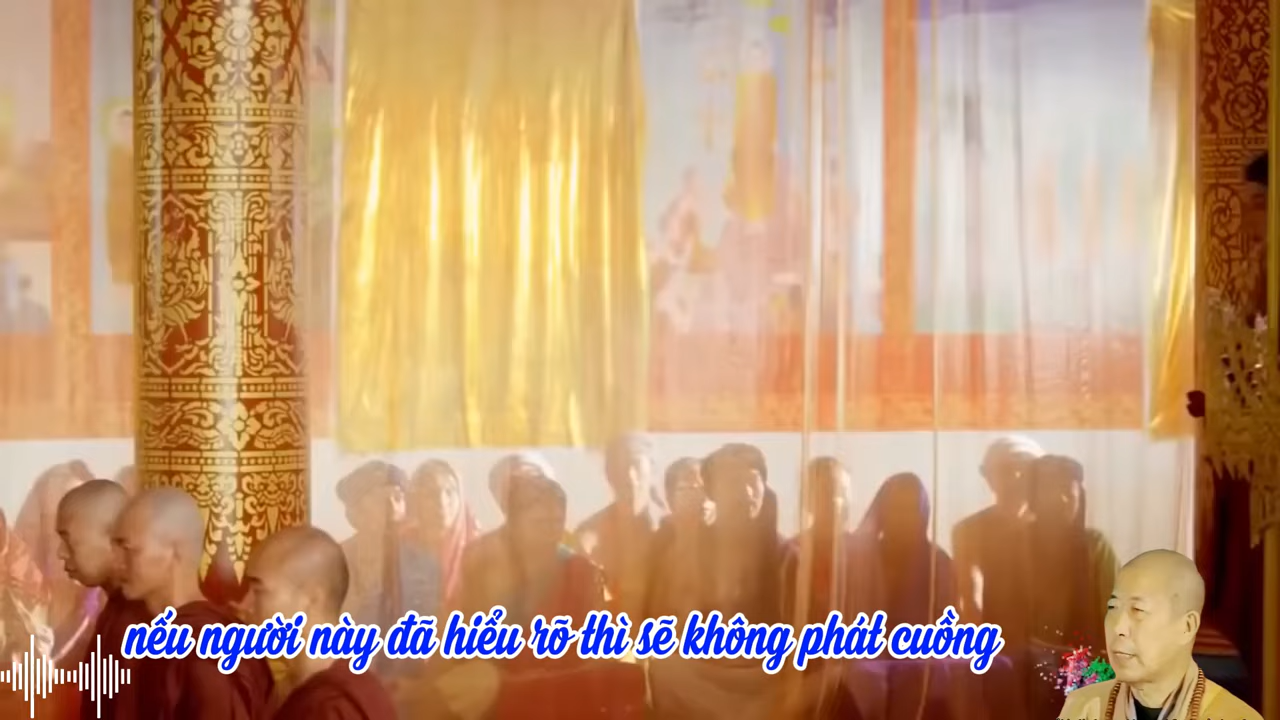 nếu người này đã hiểu rõ thì sẽ không phát cuồng